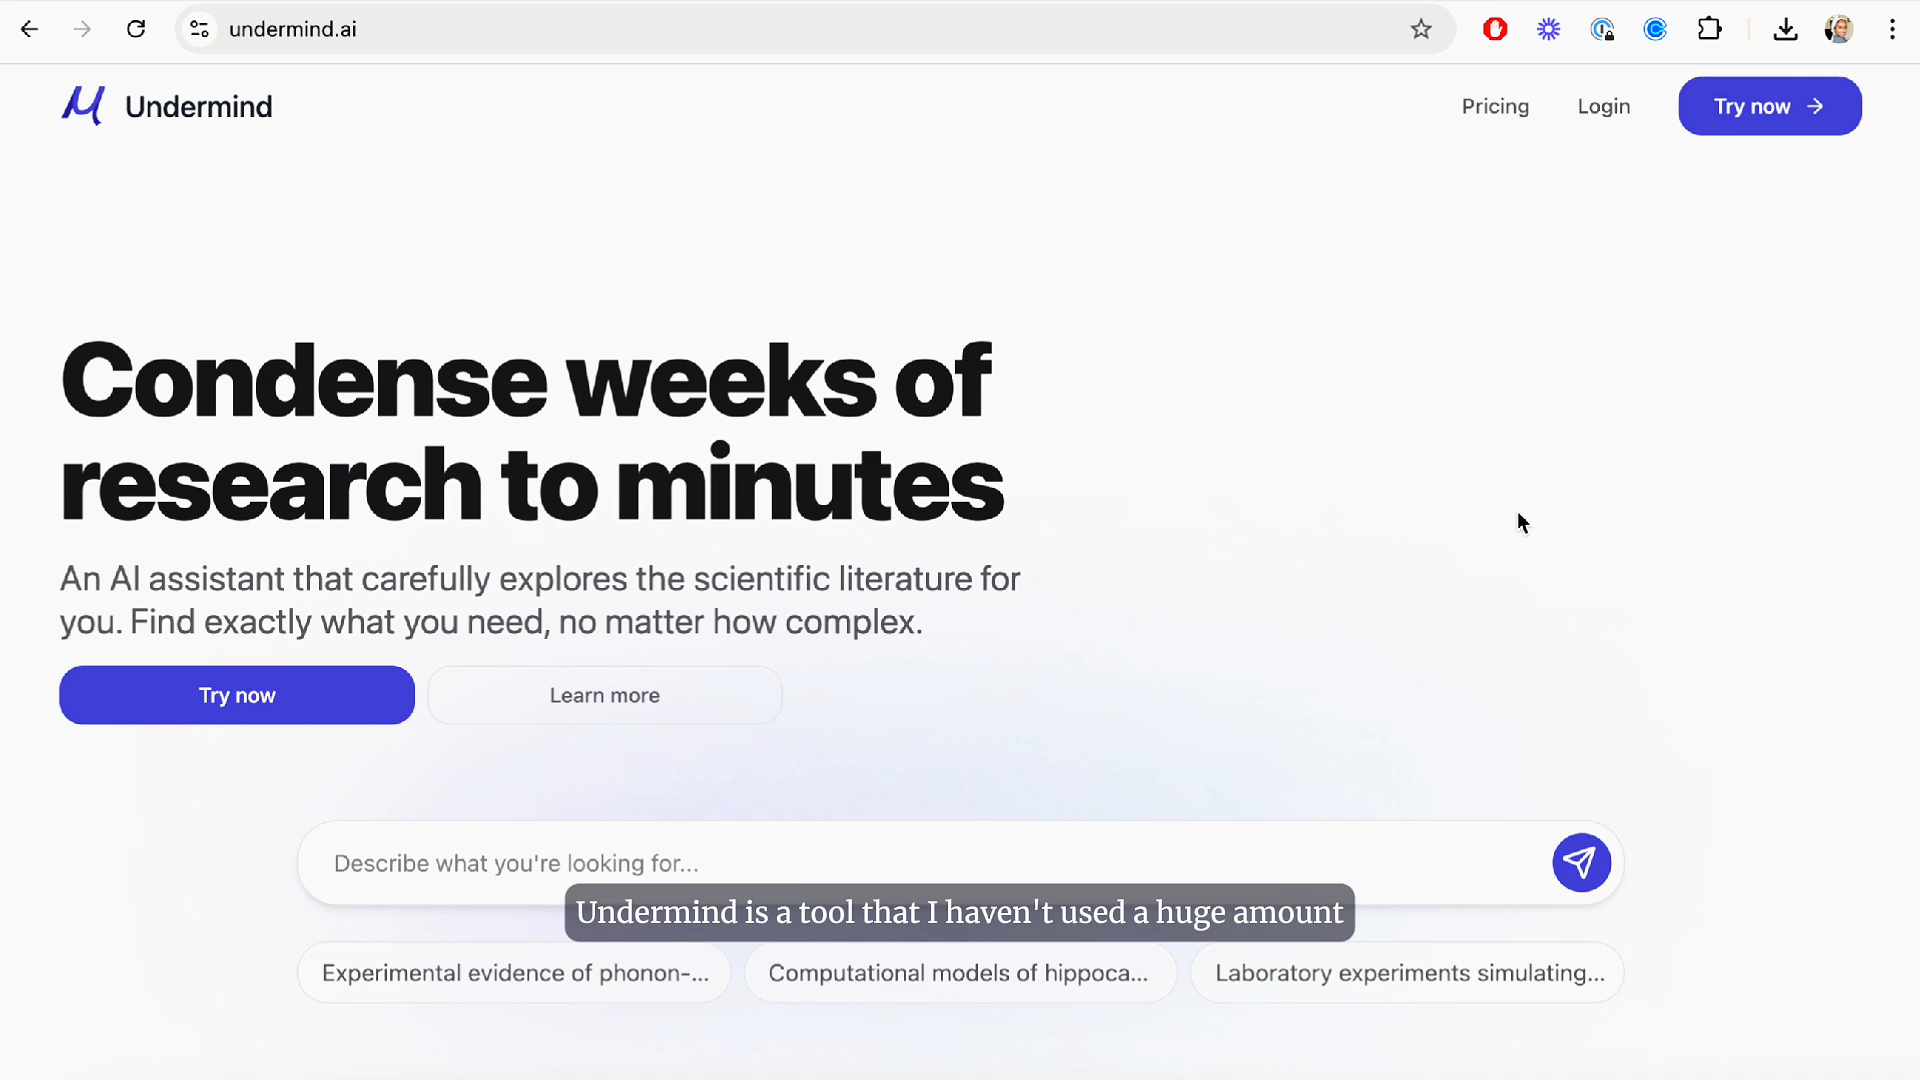 undermind.ai
Undermind
Pricing
Login
Try now
Condense weeks of
research to minutes
An AI assistant that carefully explores the scientific literature for
you. Find exactly what you need, no matter how complex.
Try now
Learn more
Describe what you're looking for...
Undermind is a tool that I haven't used a huge amount
Experimental evidence of phonon-...
Computational models of hippoca...
Laboratory experiments simulating...